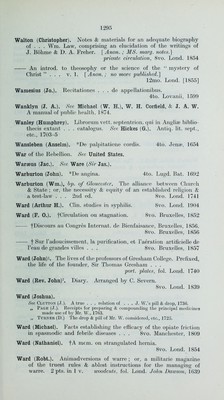 1295
Walton (Christopher). Notes & materials for an adequate biography
of . . . Wm. Law, comprising an elucidation of the writings of
J. Böhme & D. A. Freher. [Anon. ; MS. marg. notes.]
private circulation, 8vo. Lond. 1854
—— An introd. to theosophy or the science of the " mystery of
Christ " . . . v. 1. [Anon. ; no more published.]
12mo. Lond. [1855]
Wamesius (Jo.). Recitationes . . . de appellationibus.
4to. Lovanii, 1599
Wanklyn (J. A.). See Michael (W. H.), W. H. Corfield, & J. A. W.
A manual of public health. 1874.
Wanley (Humphrey). Librorum vett. septentrion. qui in Angliæ biblio-
thecis extant . . . catalogus. See Hickes (G.). Antiq. lit. sept.,
etc., 1703-5
Wansleben (Anselm). *De palpitatione cordis. 4to. Jenæ, 1654
War of the Rebellion. See United States.
Waræus (Jac.). See Ware (Sir Jas.).
Warburton (John). *De angina. 4to. Lugd. Bat. 1692
Warburton (Wm.), bp. of Gloucester. The alliance between Church
& State ; or, the necessity & equity of an established religion &
a test-law . . . 2nd ed. 8vo. Lond. 1741
Ward (Arthur H.). Clin. studies in syphilis. 8vo. Lond. 1904
Ward (F. O.). †Circulation ou stagnation. 8vo. Bruxelles, 1852
—— †Discours au Congrès Internat. de Bienfaisance, Bruxelles, 1856.
8vo. Bruxelles, 1856
—— † Sur l'adoucissement, la purification, et l'aération artificielle de
l'eau de grandes villes . . . 8vo. Bruxelles, 1857
Ward (John). The lives of the professors of Gresham College. Prefixed,
the life of the founder, Sir Thomas Gresham . . .
port. plates, fol. Lond. 1740
Ward (Rev. John). Diary. Arranged by C. Severn.
8vo. Lond. 1839
Ward (Joshua).
See Clutton (J.) A true . . . relation of . . . J. W.'s pill & drop, 1736.
„ Page (J.) Receipts for preparing & compounding the principal medicines
made use of by Mr. W., 1763.
„ Turner (D.) The drop & pill of Mr. W. considered, etc., 1735.
Ward (Michael). Facts establishing the efficacy of the opiate friction
in spasmodic and febrile diseases . . . 8vo. Manchester, 1809
Ward (Nathaniel). †A mem. on strangulated hernia.
8vo. Lond. 1854
Ward (Robt.). Animadversions of warre ; or, a militarie magazine
of the truest rules & ablest instructions for the managing of
warre. 2 pts. in 1 v. woodcuts, fol. Lond. John Dawson, 1639